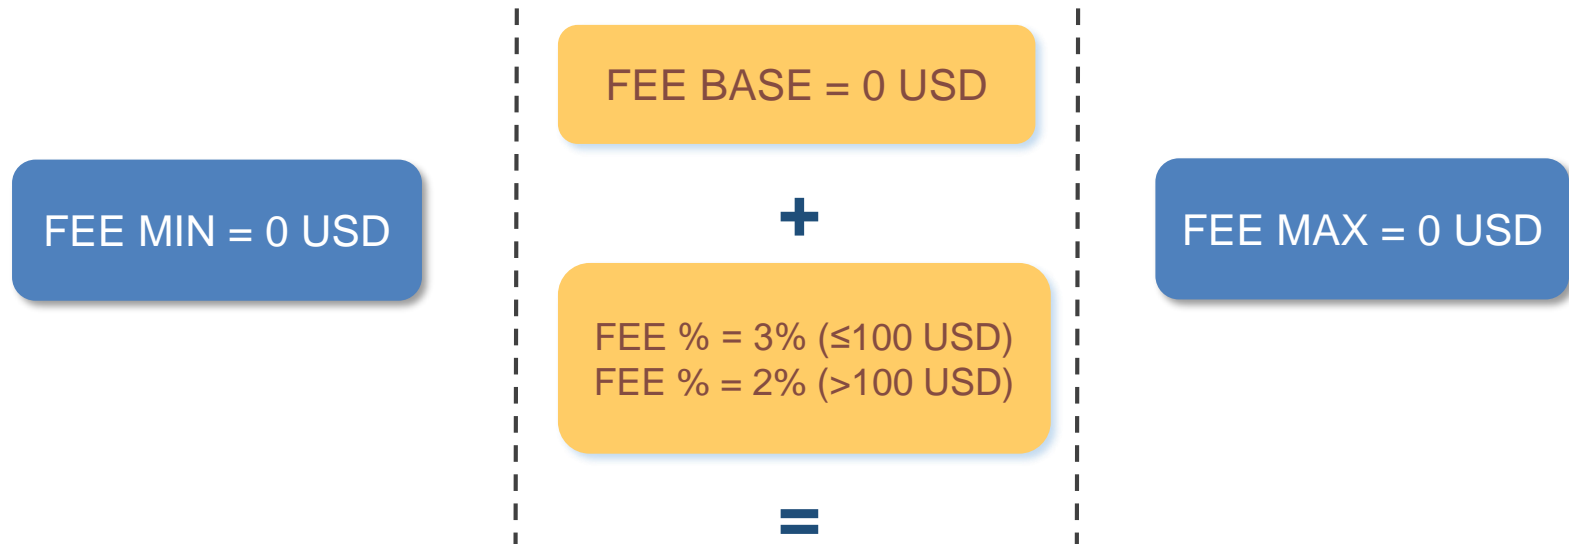 FEE MIN = 0 USD
FEE BASE = 0 USD
+
FEE % = 3% (≤100 USD)
FEE % = 2% (>100 USD)
=
FEE MAX = 0 USD